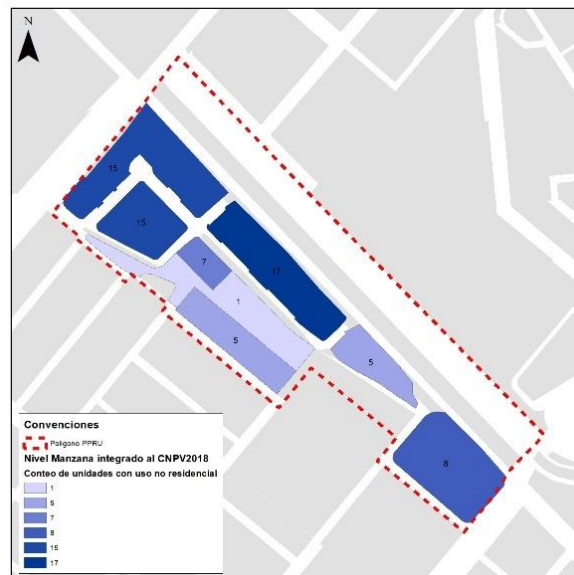 N
15
15
17
7
1
5
5
8
Convenciones
Polígono PPRU
Nivel Manzana integrado al CNPV2018
Conteo de unidades con uso no residencial
1
5
7
8
15
17